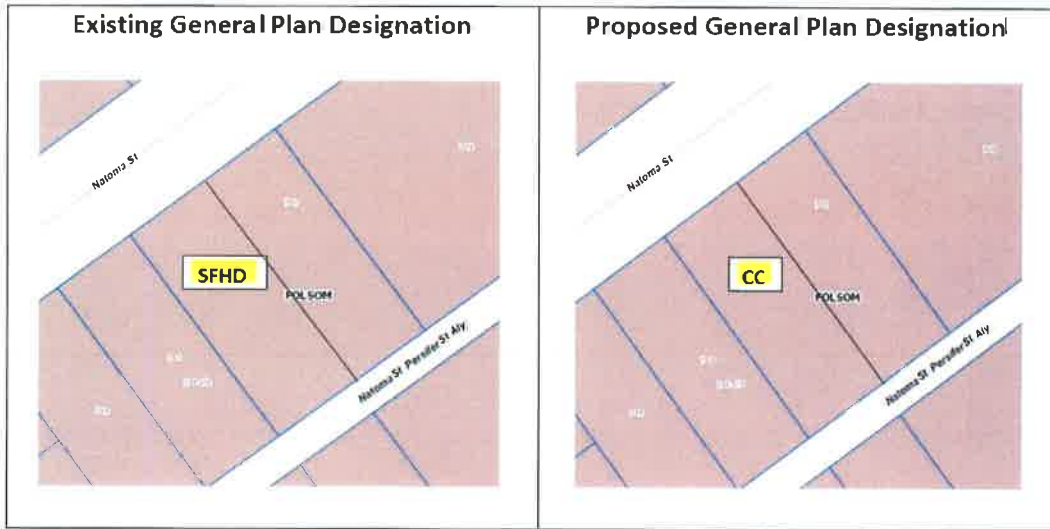 Existing General Plan Designation
Natoma St
SFHD
FOLSOM
Natoma St Persifer St Aly
Proposed General Plan Designation
Natoma St
CC
FOLSOM
Natoma St Persifer St Aly